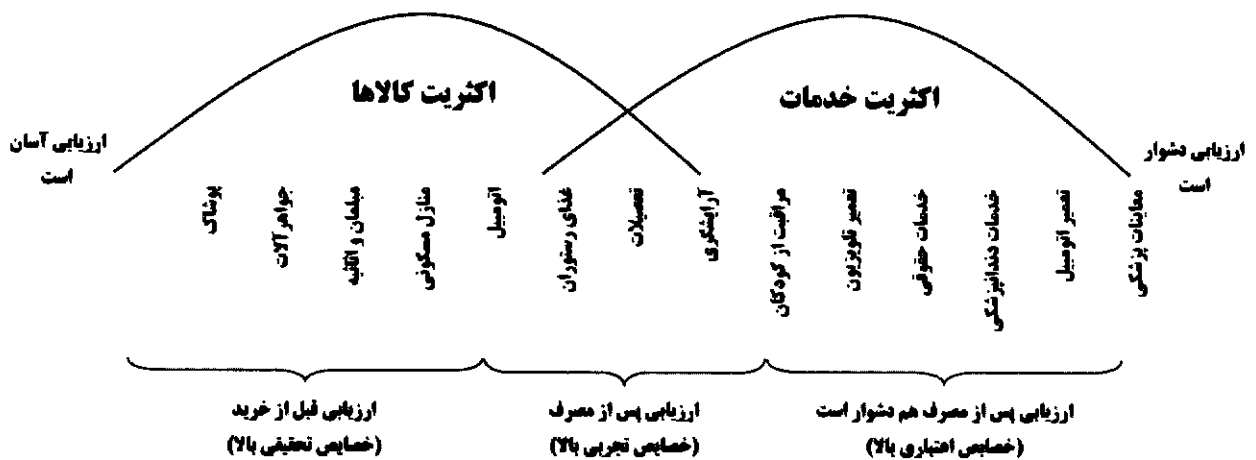 اکثریت خدمات
اکثریت کالاها
ارزیابی دشوار
است
ارزیابی آسان
است
معاینات پزشکی
تعمیر اتومبیل
خدمات دندانپزشکی
خدمات حقوقی
تعمیر تلویزیون
مراقبت از کودکان
آرایشگری
تحصیلات
غذای رستوران
اتومبیل
منازل مسکونی
مبلمان و اثاثیه
جواهرآلات
پوشاک
ارزیابی پس از مصرف هم دشوار است
(خصایص اعتباری بالا)
ارزیابی پس از مصرف
(خصایص تجربی بالا)
ارزیابی قبل از خرید
(خصایص تحقیقی بالا)